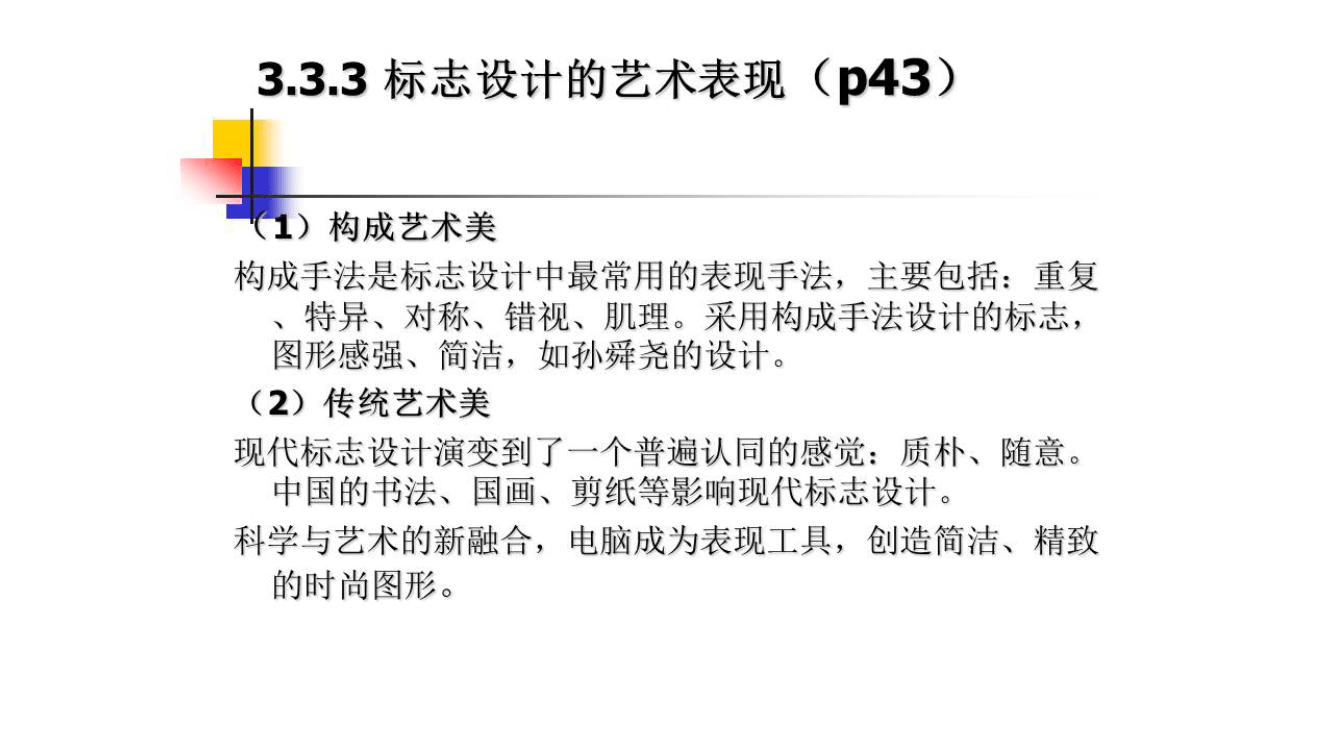 3.3.3 标志设计的艺术表现（p43）
（1）构成艺术美
构成手法是标志设计中最常用的表现手法，主要包括：重复
、特异、对称、错视、肌理。采用构成手法设计的标志，
图形感强、简洁，如孙舜尧的设计。
（2）传统艺术美
现代标志设计演变到了一个普遍认同的感觉：质朴、随意。
中国的书法、国画、剪纸等影响现代标志设计。
科学与艺术的新融合，电脑成为表现工具，创造简洁、精致
的时尚图形。